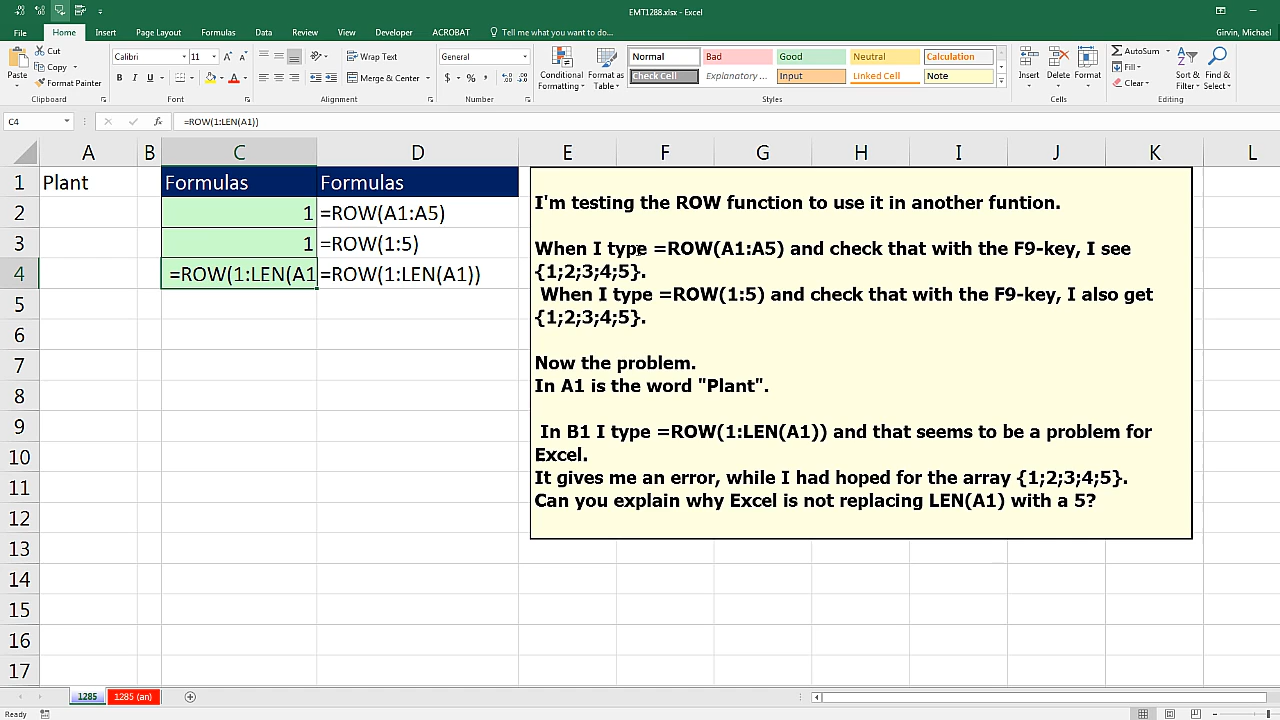 EMT1288.xlsx - Excel
File Home Insert Page Layout Formulas Data Review View Developer ACROBAT Tell me what you want to do... Girvin, Michael
Paste
Cut
Copy
Format Painter
Clipboard
Calibri 11
B I U
Font
Wrap Text
Merge & Center
Alignment
General
$ % ,
Number
Conditional Formatting
Format as Table
Normal Bad Good Neutral Calculation
Check Cell Explanatory ... Input Linked Cell Note
Styles
Insert Delete Format
Cells
AutoSum
Fill
Clear
Sort & Filter
Find & Select
Editing
C4 fx =ROW(1:LEN(A1))
A B C D E F G H I J K L
1 Plant Formulas Formulas
2 1 =ROW(A1:A5)
3 1 =ROW(1:5)
4 =ROW(1:LEN(A1 =ROW(1:LEN(A1))
5
6
7
8
9
10
11
12
13
14
15
16
17
I'm testing the ROW function to use it in another funtion.
When I type =ROW(A1:A5) and check that with the F9-key, I see
{1;2;3;4;5}.
When I type =ROW(1:5) and check that with the F9-key, I also get
{1;2;3;4;5}.
Now the problem.
In A1 is the word "Plant".
In B1 I type =ROW(1:LEN(A1)) and that seems to be a problem for
Excel.
It gives me an error, while I had hoped for the array {1;2;3;4;5}.
Can you explain why Excel is not replacing LEN(A1) with a 5?
1285 1285 (an)
Ready